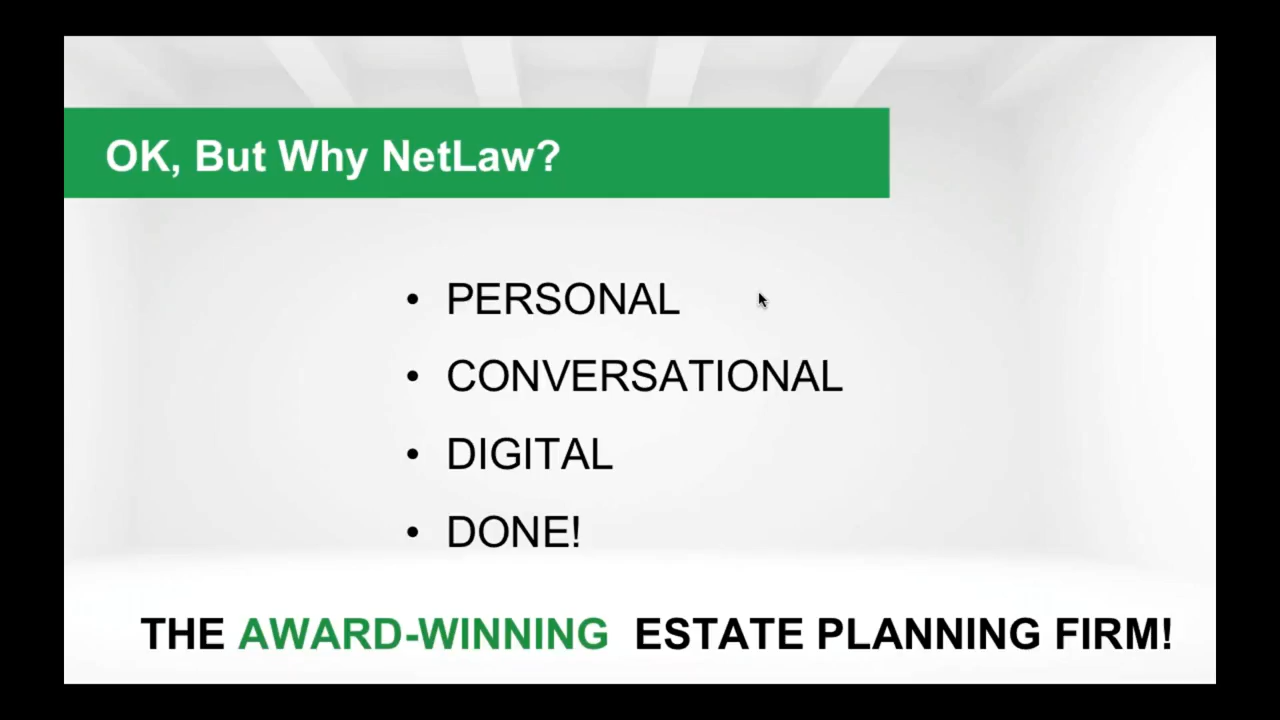 OK, But Why NetLaw?
• PERSONAL
• CONVERSATIONAL
• DIGITAL
• DONE!
THE AWARD-WINNING ESTATE PLANNING FIRM!